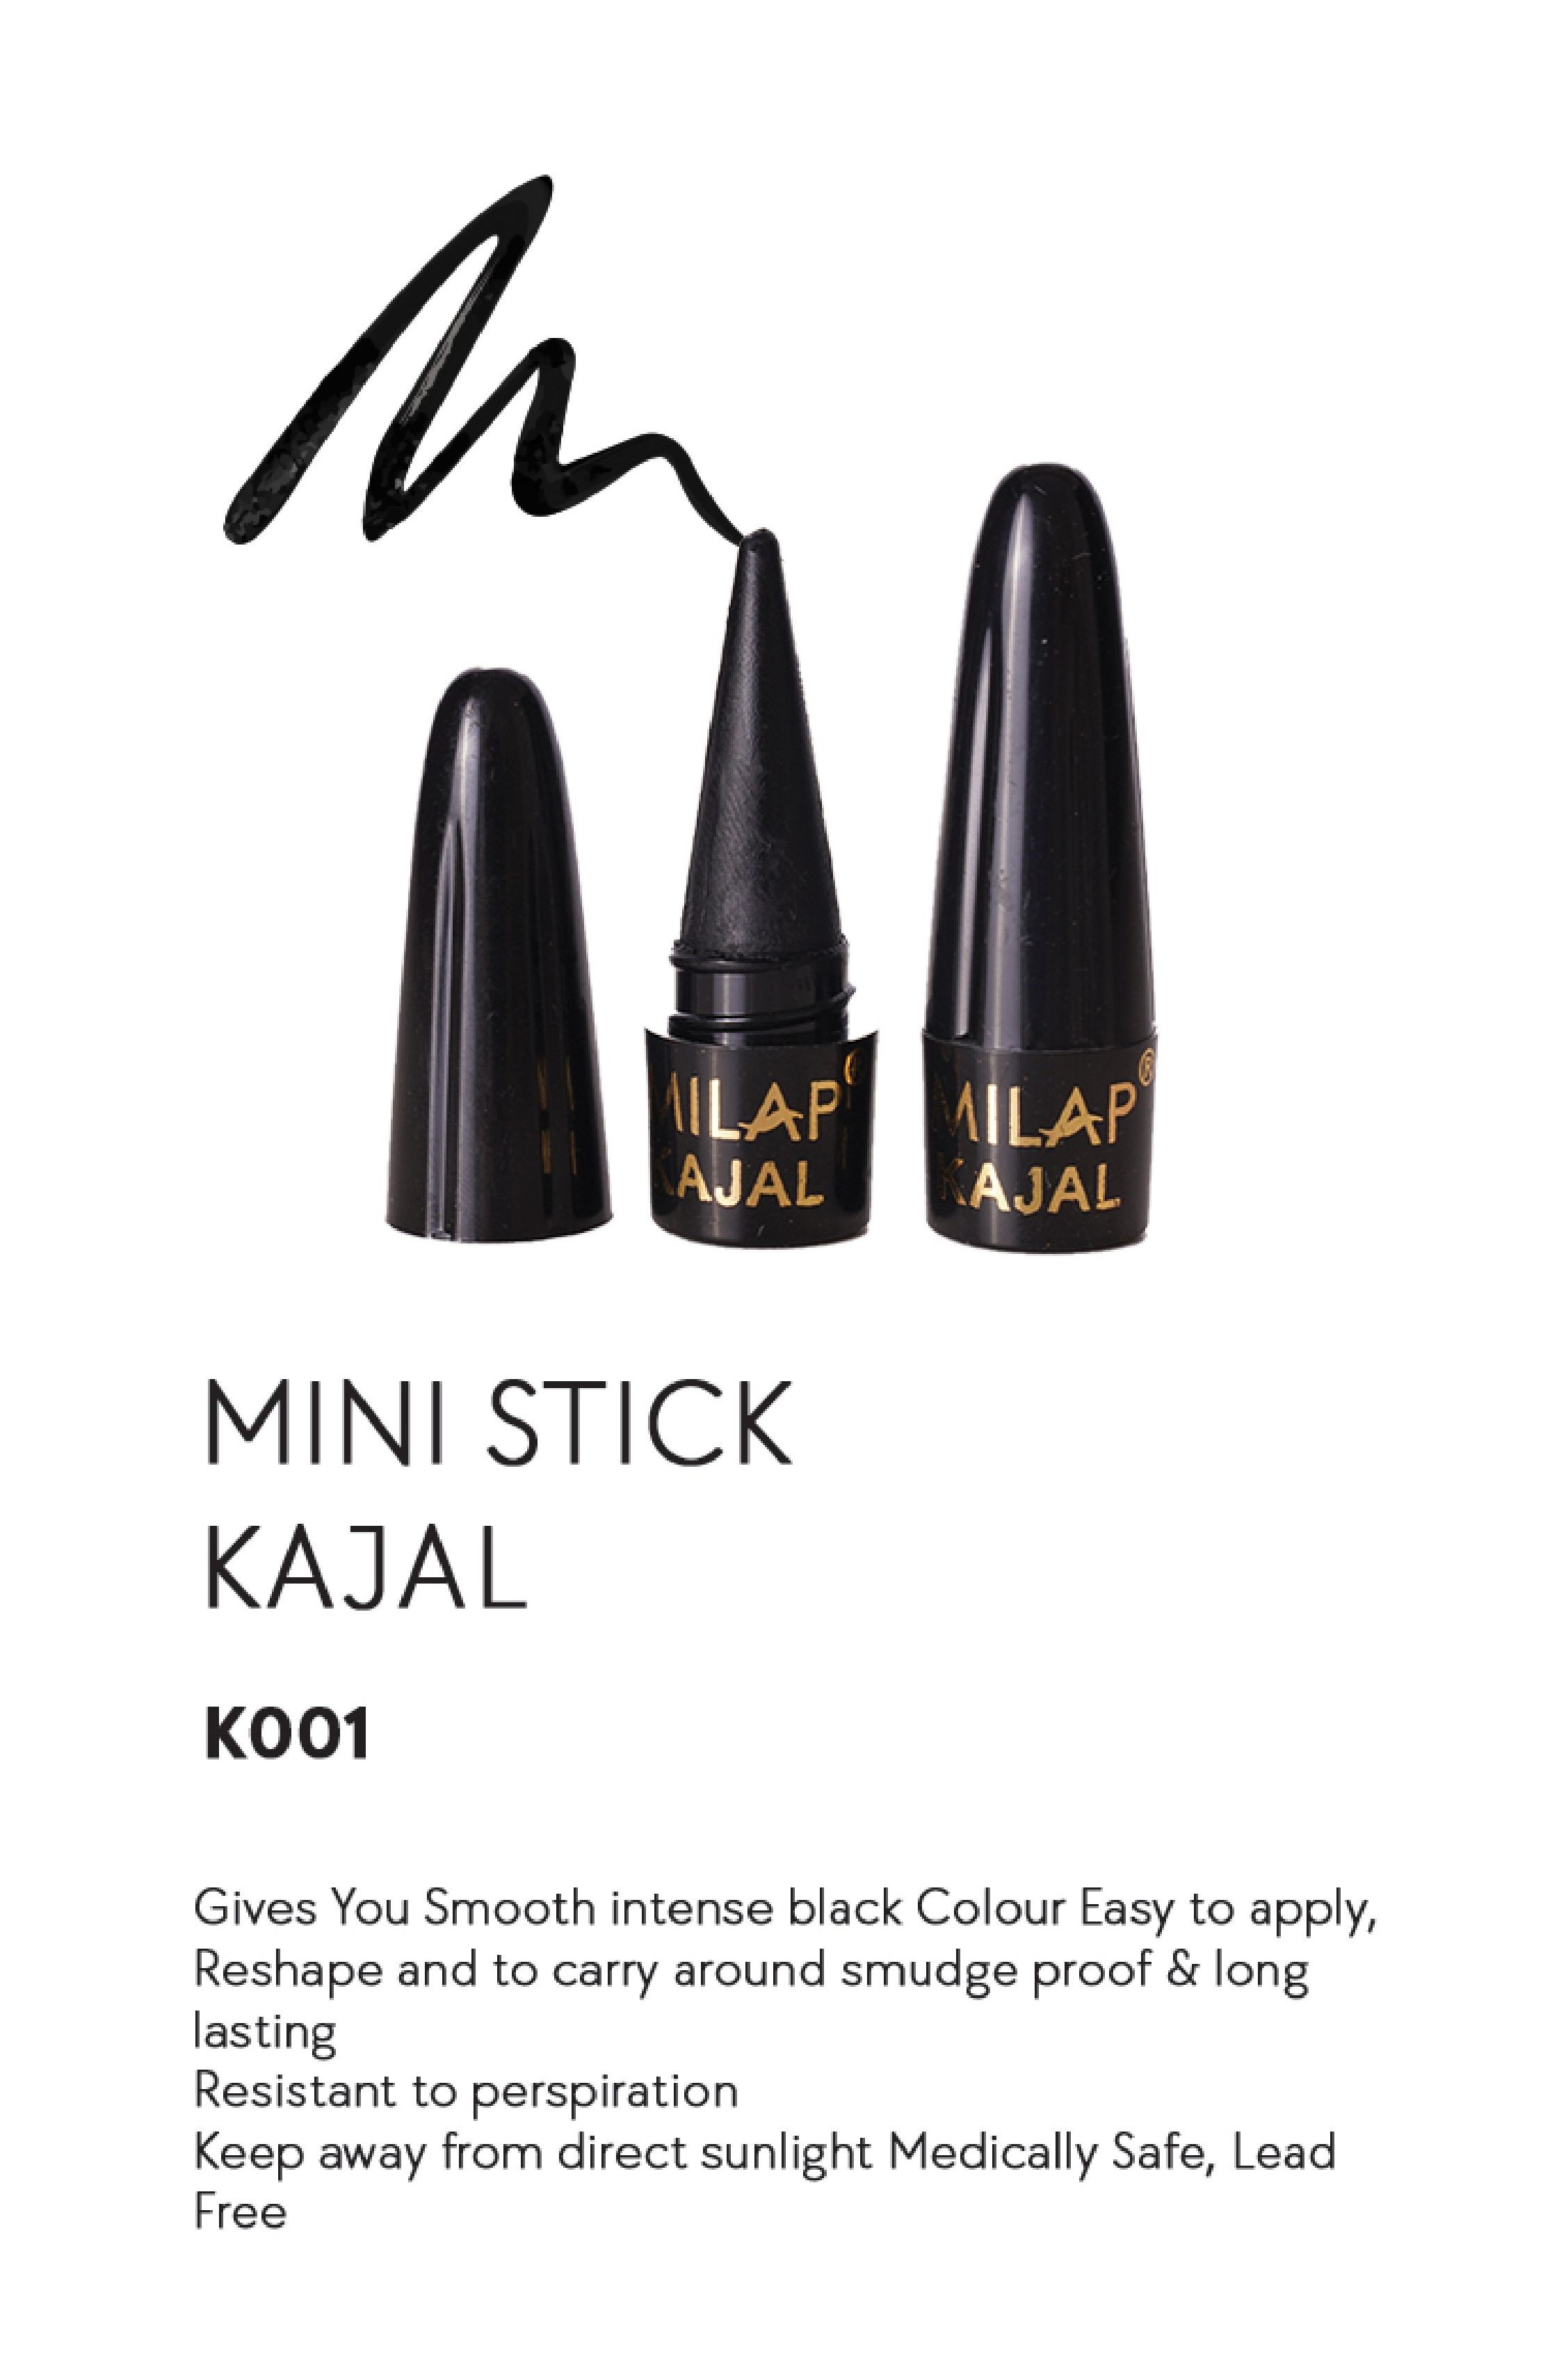 MILAP®
KAJAL
MILAP®
KAJAL
MINI STICK
KAJAL
K001
Gives You Smooth intense black Colour Easy to apply,
Reshape and to carry around smudge proof & long
lasting
Resistant to perspiration
Keep away from direct sunlight Medically Safe, Lead
Free